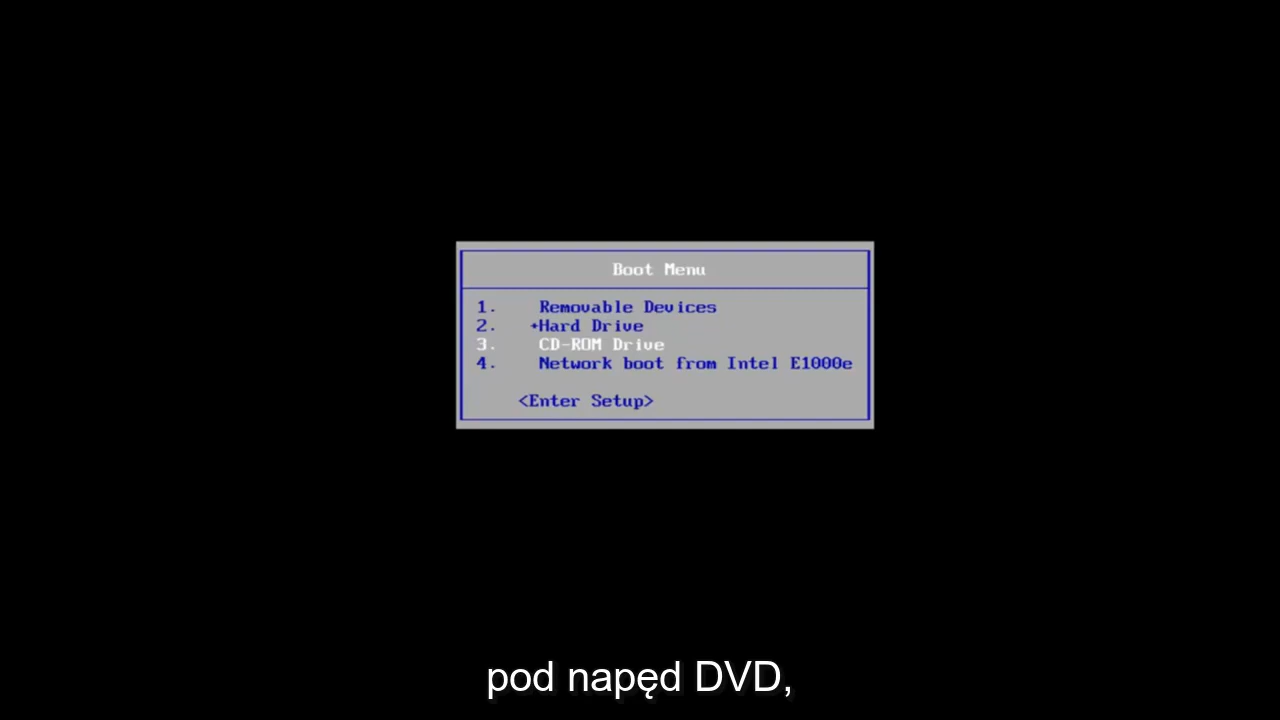 Boot Menu
1. Removable Devices
2. +Hard Drive
3. CD-ROM Drive
4. Network boot from Intel E1000e
<Enter Setup>
pod napęd DVD,